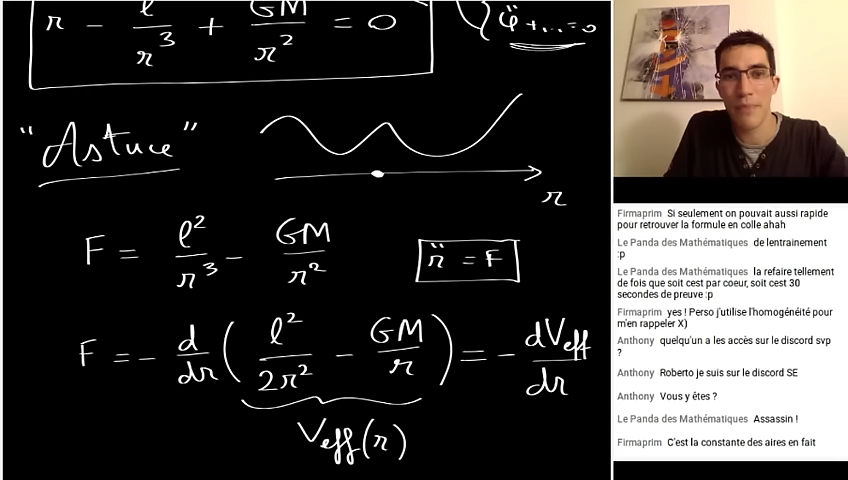 r̈ - ℓ²/r³ + GM/r² = 0
φ̈ + ... = 0
"Astuce"
r
F = ℓ²/r³ - GM/r²
r̈ = F
F = - d/dr ( ℓ²/2r² - GM/r ) = - dVeff/dr
Veff(r)
Firmaprim Si seulement on pouvait aussi rapide
pour retrouver la formule en colle ahah
Le Panda des Mathématiques de lentrainement
:p
Le Panda des Mathématiques la refaire tellement
de fois que soit cest par coeur, soit cest 30
secondes de preuve :p
Firmaprim yes ! Perso j'utilise l'homogénéité pour
m'en rappeler X)
Anthony quelqu'un a les accès sur le discord svp
?
Anthony Roberto je suis sur le discord SE
Anthony Vous y êtes ?
Le Panda des Mathématiques Assassin !
Firmaprim C'est la constante des aires en fait